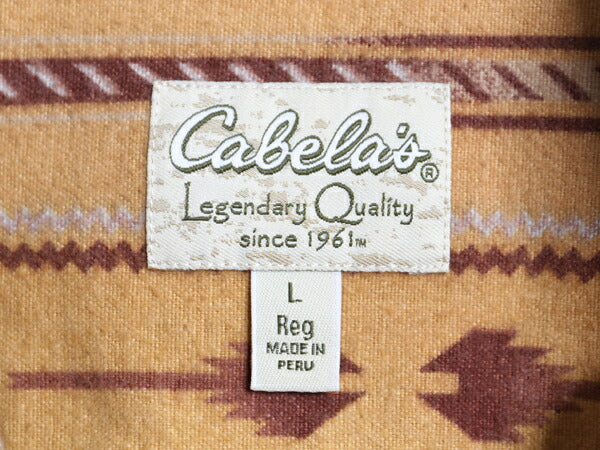 Cabela's®
Legendary Quality
since 1961™
L
Reg
MADE IN
PERU